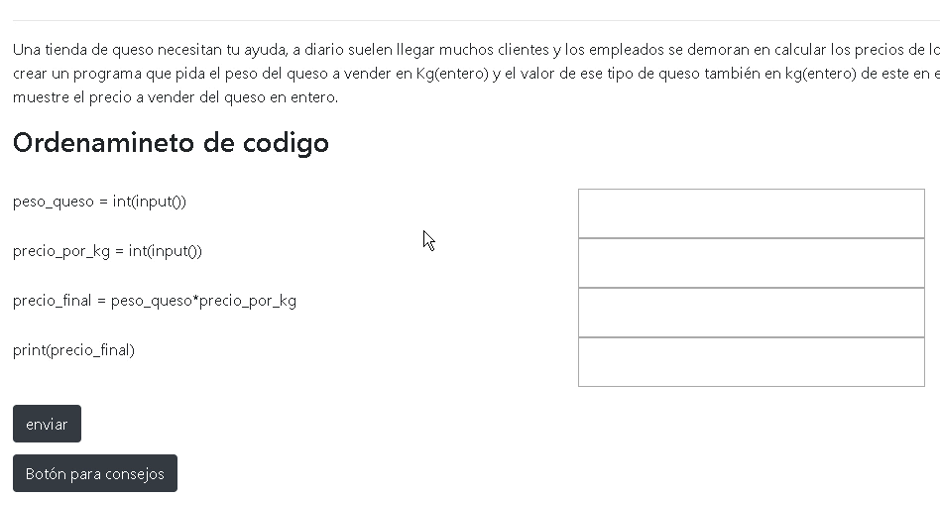 Una tienda de queso necesitan tu ayuda, a diario suelen llegar muchos clientes y los empleados se demoran en calcular los precios de
crear un programa que pida el peso del queso a vender en Kg(entero) y el valor de ese tipo de queso también en kg(entero) de este en
muestre el precio a vender del queso en entero.
Ordenamineto de codigo
peso_queso = int(input())
precio_por_kg = int(input())
precio_final = peso_queso*precio_por_kg
print(precio_final)
enviar
Botón para consejos